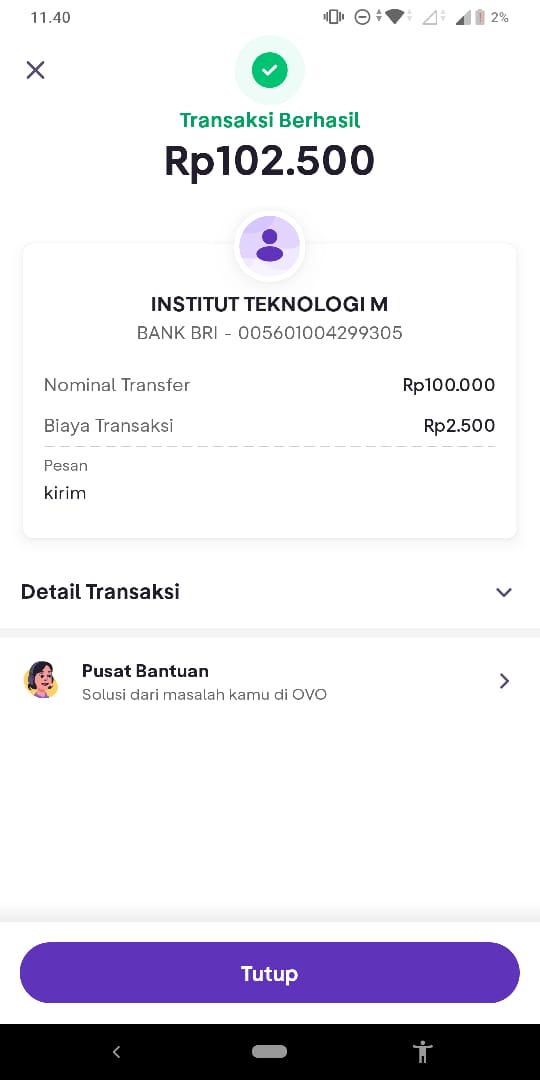 11.40
2%
Transaksi Berhasil
Rp102.500
INSTITUT TEKNOLOGI M
BANK BRI - 005601004299305
Nominal Transfer Rp100.000
Biaya Transaksi Rp2.500
Pesan
kirim
Detail Transaksi
Pusat Bantuan
Solusi dari masalah kamu di OVO
Tutup